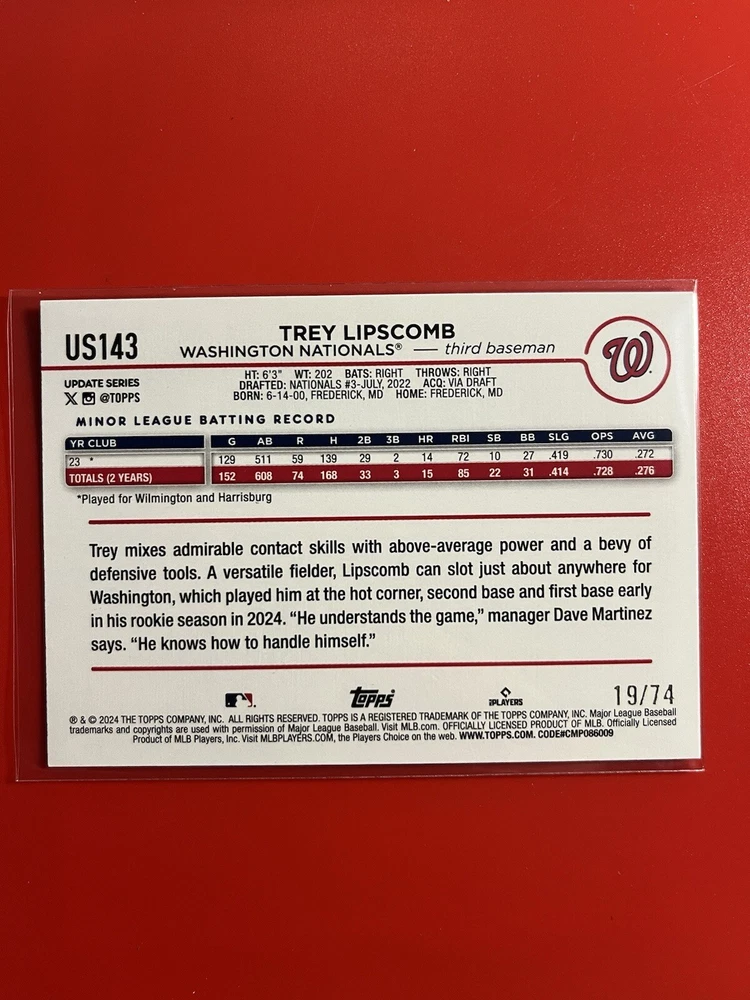 US143
TREY LIPSCOMB
WASHINGTON NATIONALS® — third baseman
W
UPDATE SERIES
X @TOPPS
HT: 6'3" WT: 202 BATS: RIGHT THROWS: RIGHT
DRAFTED: NATIONALS #3-JULY, 2022 ACQ: VIA DRAFT
BORN: 6-14-00, FREDERICK, MD HOME: FREDERICK, MD
MINOR LEAGUE BATTING RECORD
YR CLUB G AB R H 2B 3B HR RBI SB BB SLG OPS AVG
23 * 129 511 59 139 29 2 14 72 10 27 .419 .730 .272
TOTALS (2 YEARS) 152 608 74 168 33 3 15 85 22 31 .414 .728 .276
*Played for Wilmington and Harrisburg
Trey mixes admirable contact skills with above-average power and a bevy of
defensive tools. A versatile fielder, Lipscomb can slot just about anywhere for
Washington, which played him at the hot corner, second base and first base early
in his rookie season in 2024. “He understands the game,” manager Dave Martinez
says. “He knows how to handle himself.”
topps
PLAYERS
19/74
® & © 2024 THE TOPPS COMPANY, INC. ALL RIGHTS RESERVED. TOPPS IS A REGISTERED TRADEMARK OF THE TOPPS COMPANY, INC. Major League Baseball
trademarks and copyrights are used with permission of Major League Baseball. Visit MLB.com. OFFICIALLY LICENSED PRODUCT OF MLB. Officially Licensed
Product of MLB Players, Inc. Visit MLBPLAYERS.COM, the Players Choice on the web. WWW.TOPPS.COM. CODE#CMP086009